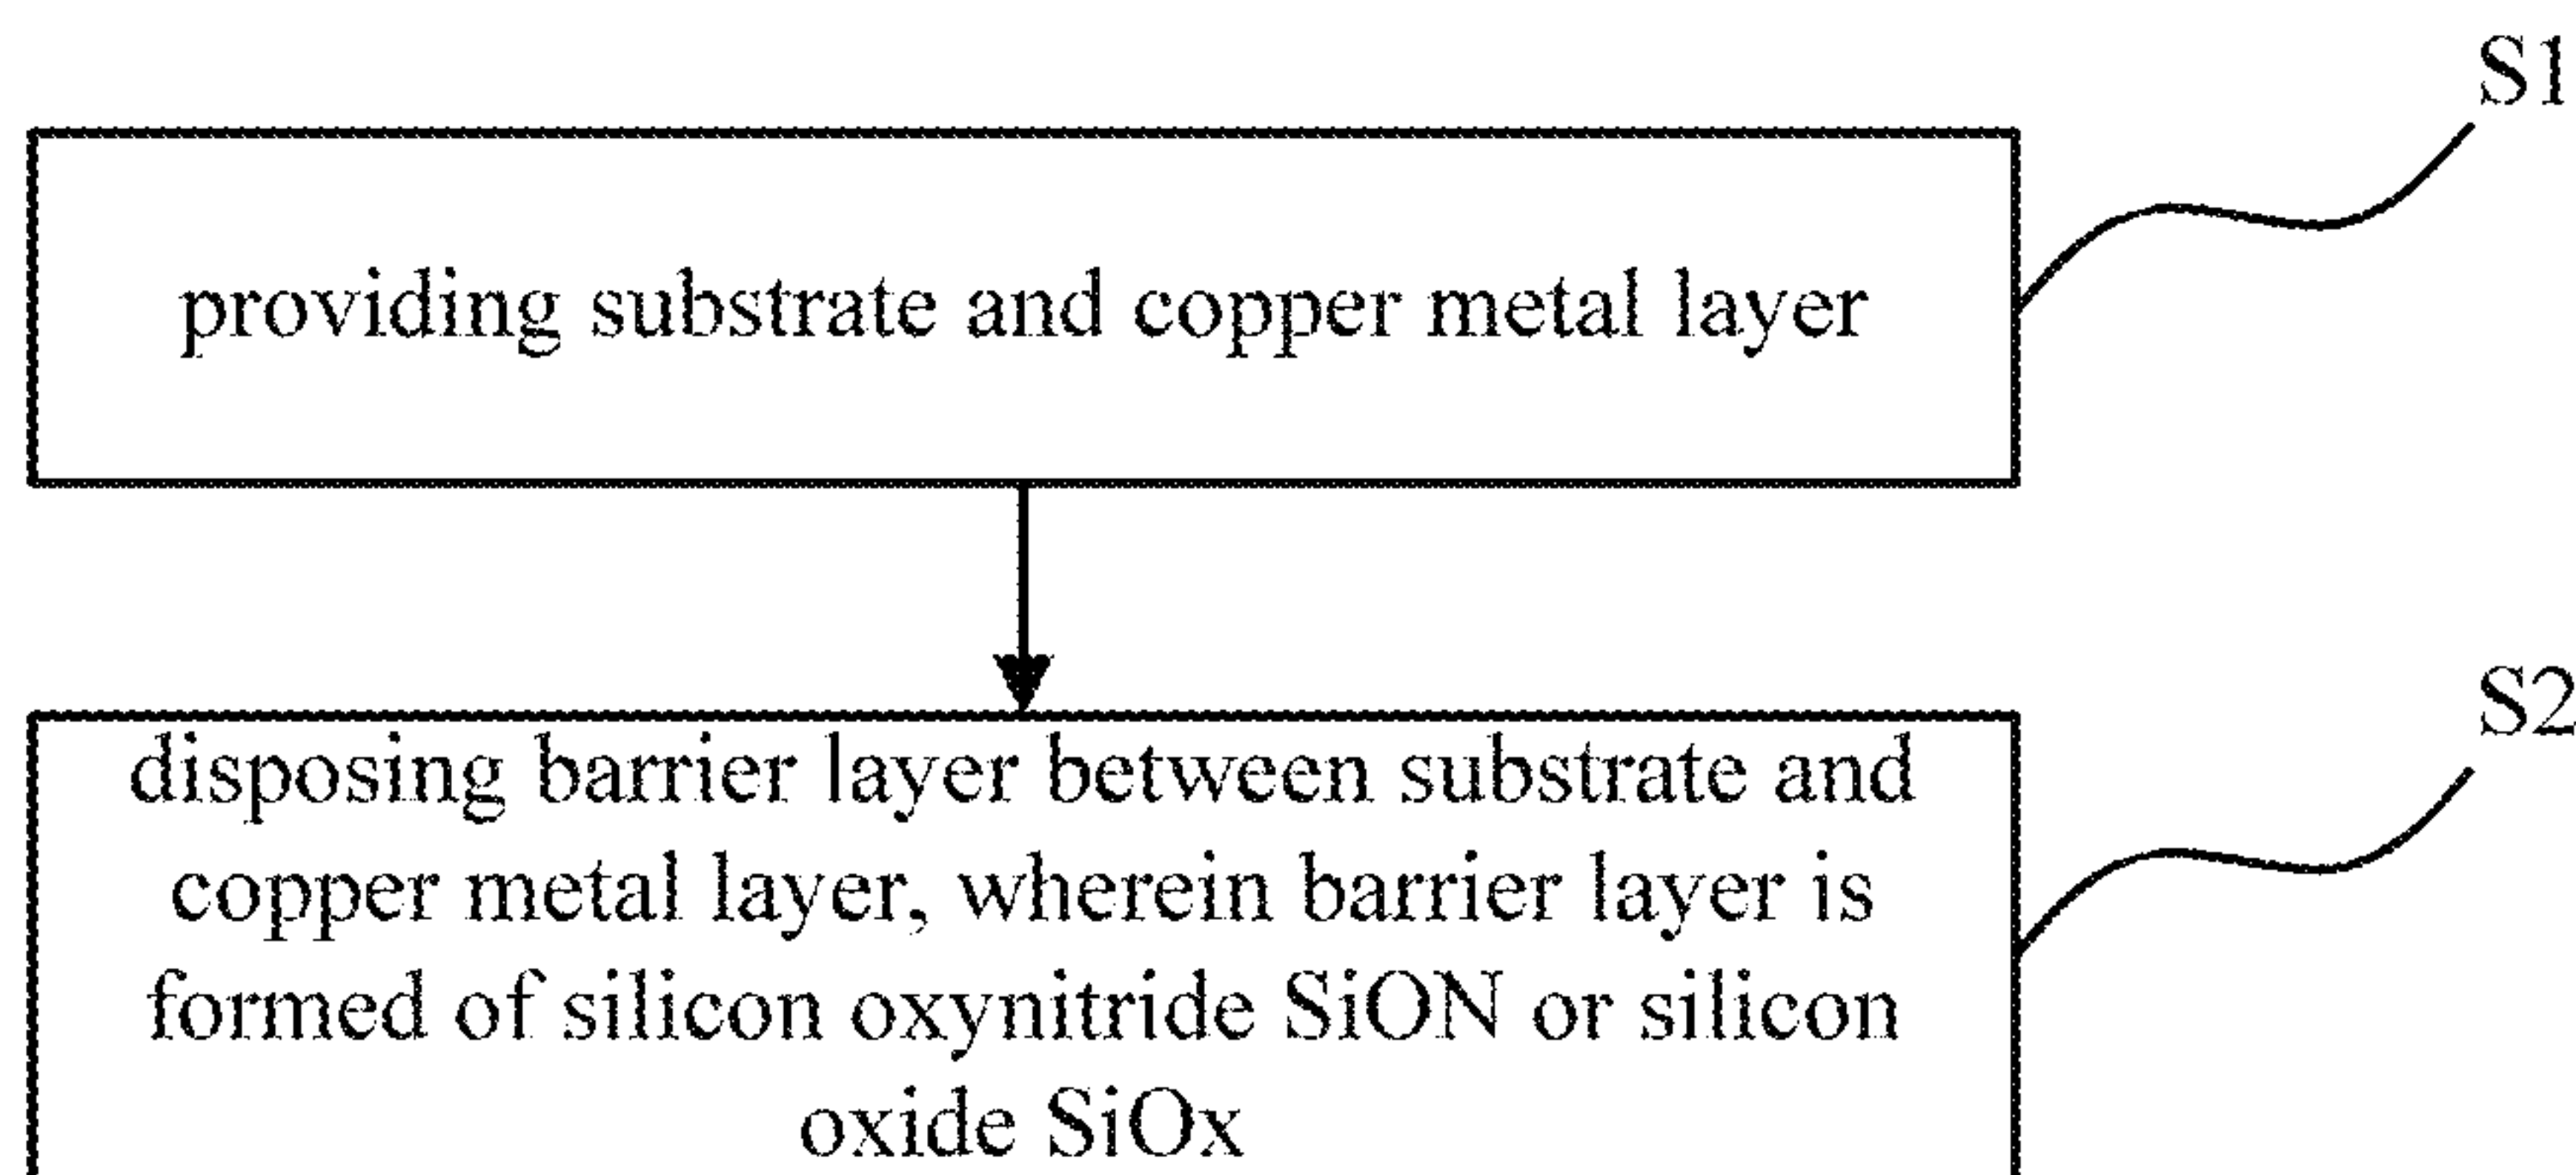 S1
providing substrate and copper metal layer
S2
disposing barrier layer between substrate and
copper metal layer, wherein barrier layer is
formed of silicon oxynitride SiON or silicon
oxide SiOx